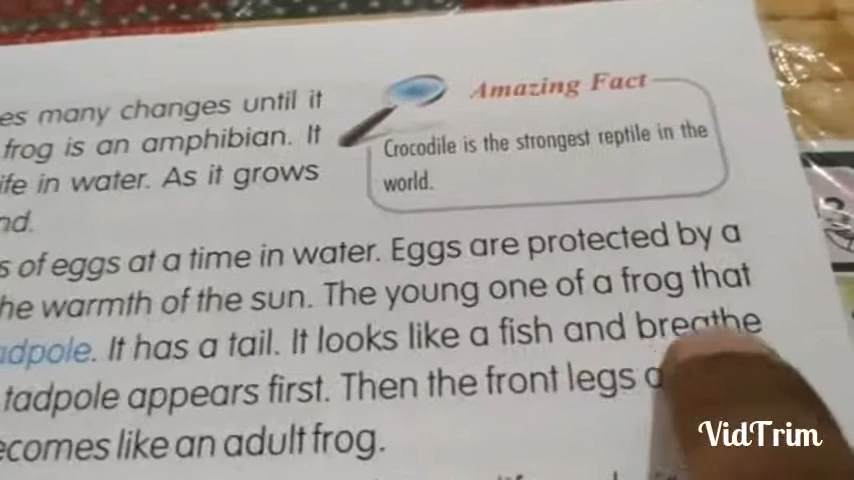 es many changes until it
frog is an amphibian. It
ife in water. As it grows
nd.
Amazing Fact
Crocodile is the strongest reptile in the
world.
s of eggs at a time in water. Eggs are protected by a
he warmth of the sun. The young one of a frog that
adpole. It has a tail. It looks like a fish and breathe
tadpole appears first. Then the front legs a
ecomes like an adult frog.
VidTrim